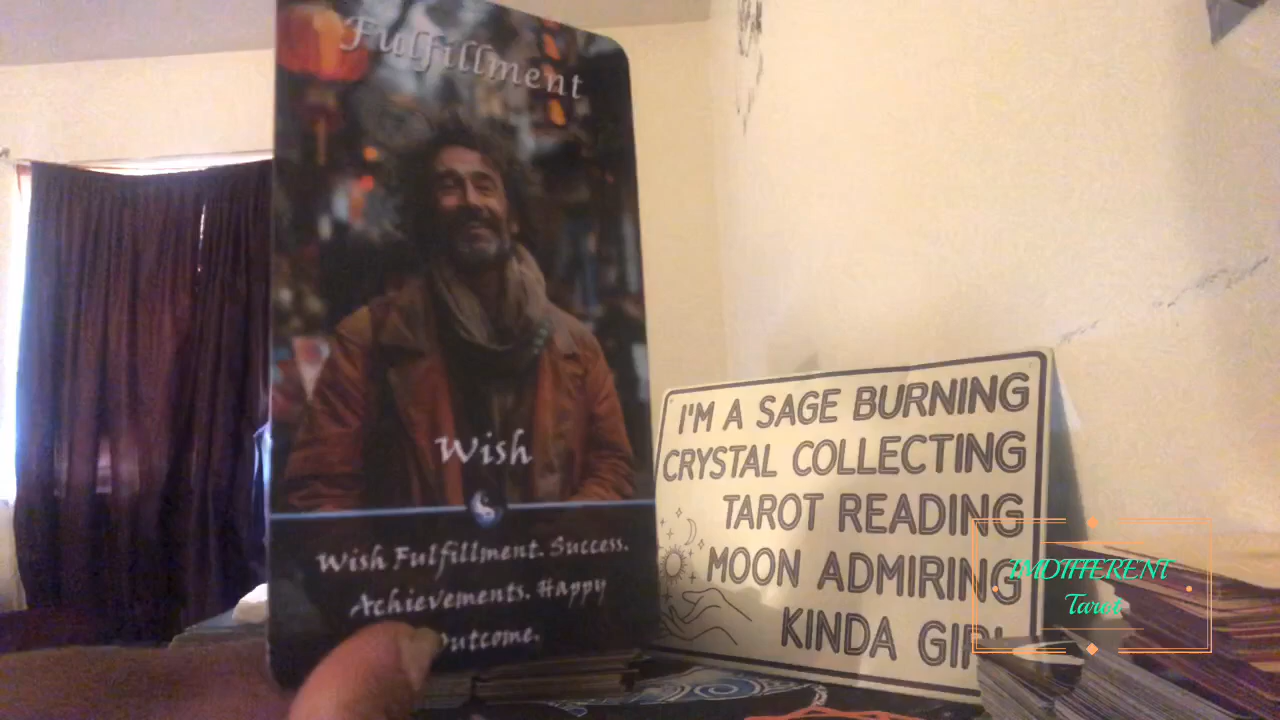 Fulfillment
Wish
Wish Fulfillment. Success.
Achievements. Happy
Outcome.
I'M A SAGE BURNING
CRYSTAL COLLECTING
TAROT READING
MOON ADMIRING
KINDA GIRL
IMDIFFERENT
Tarot